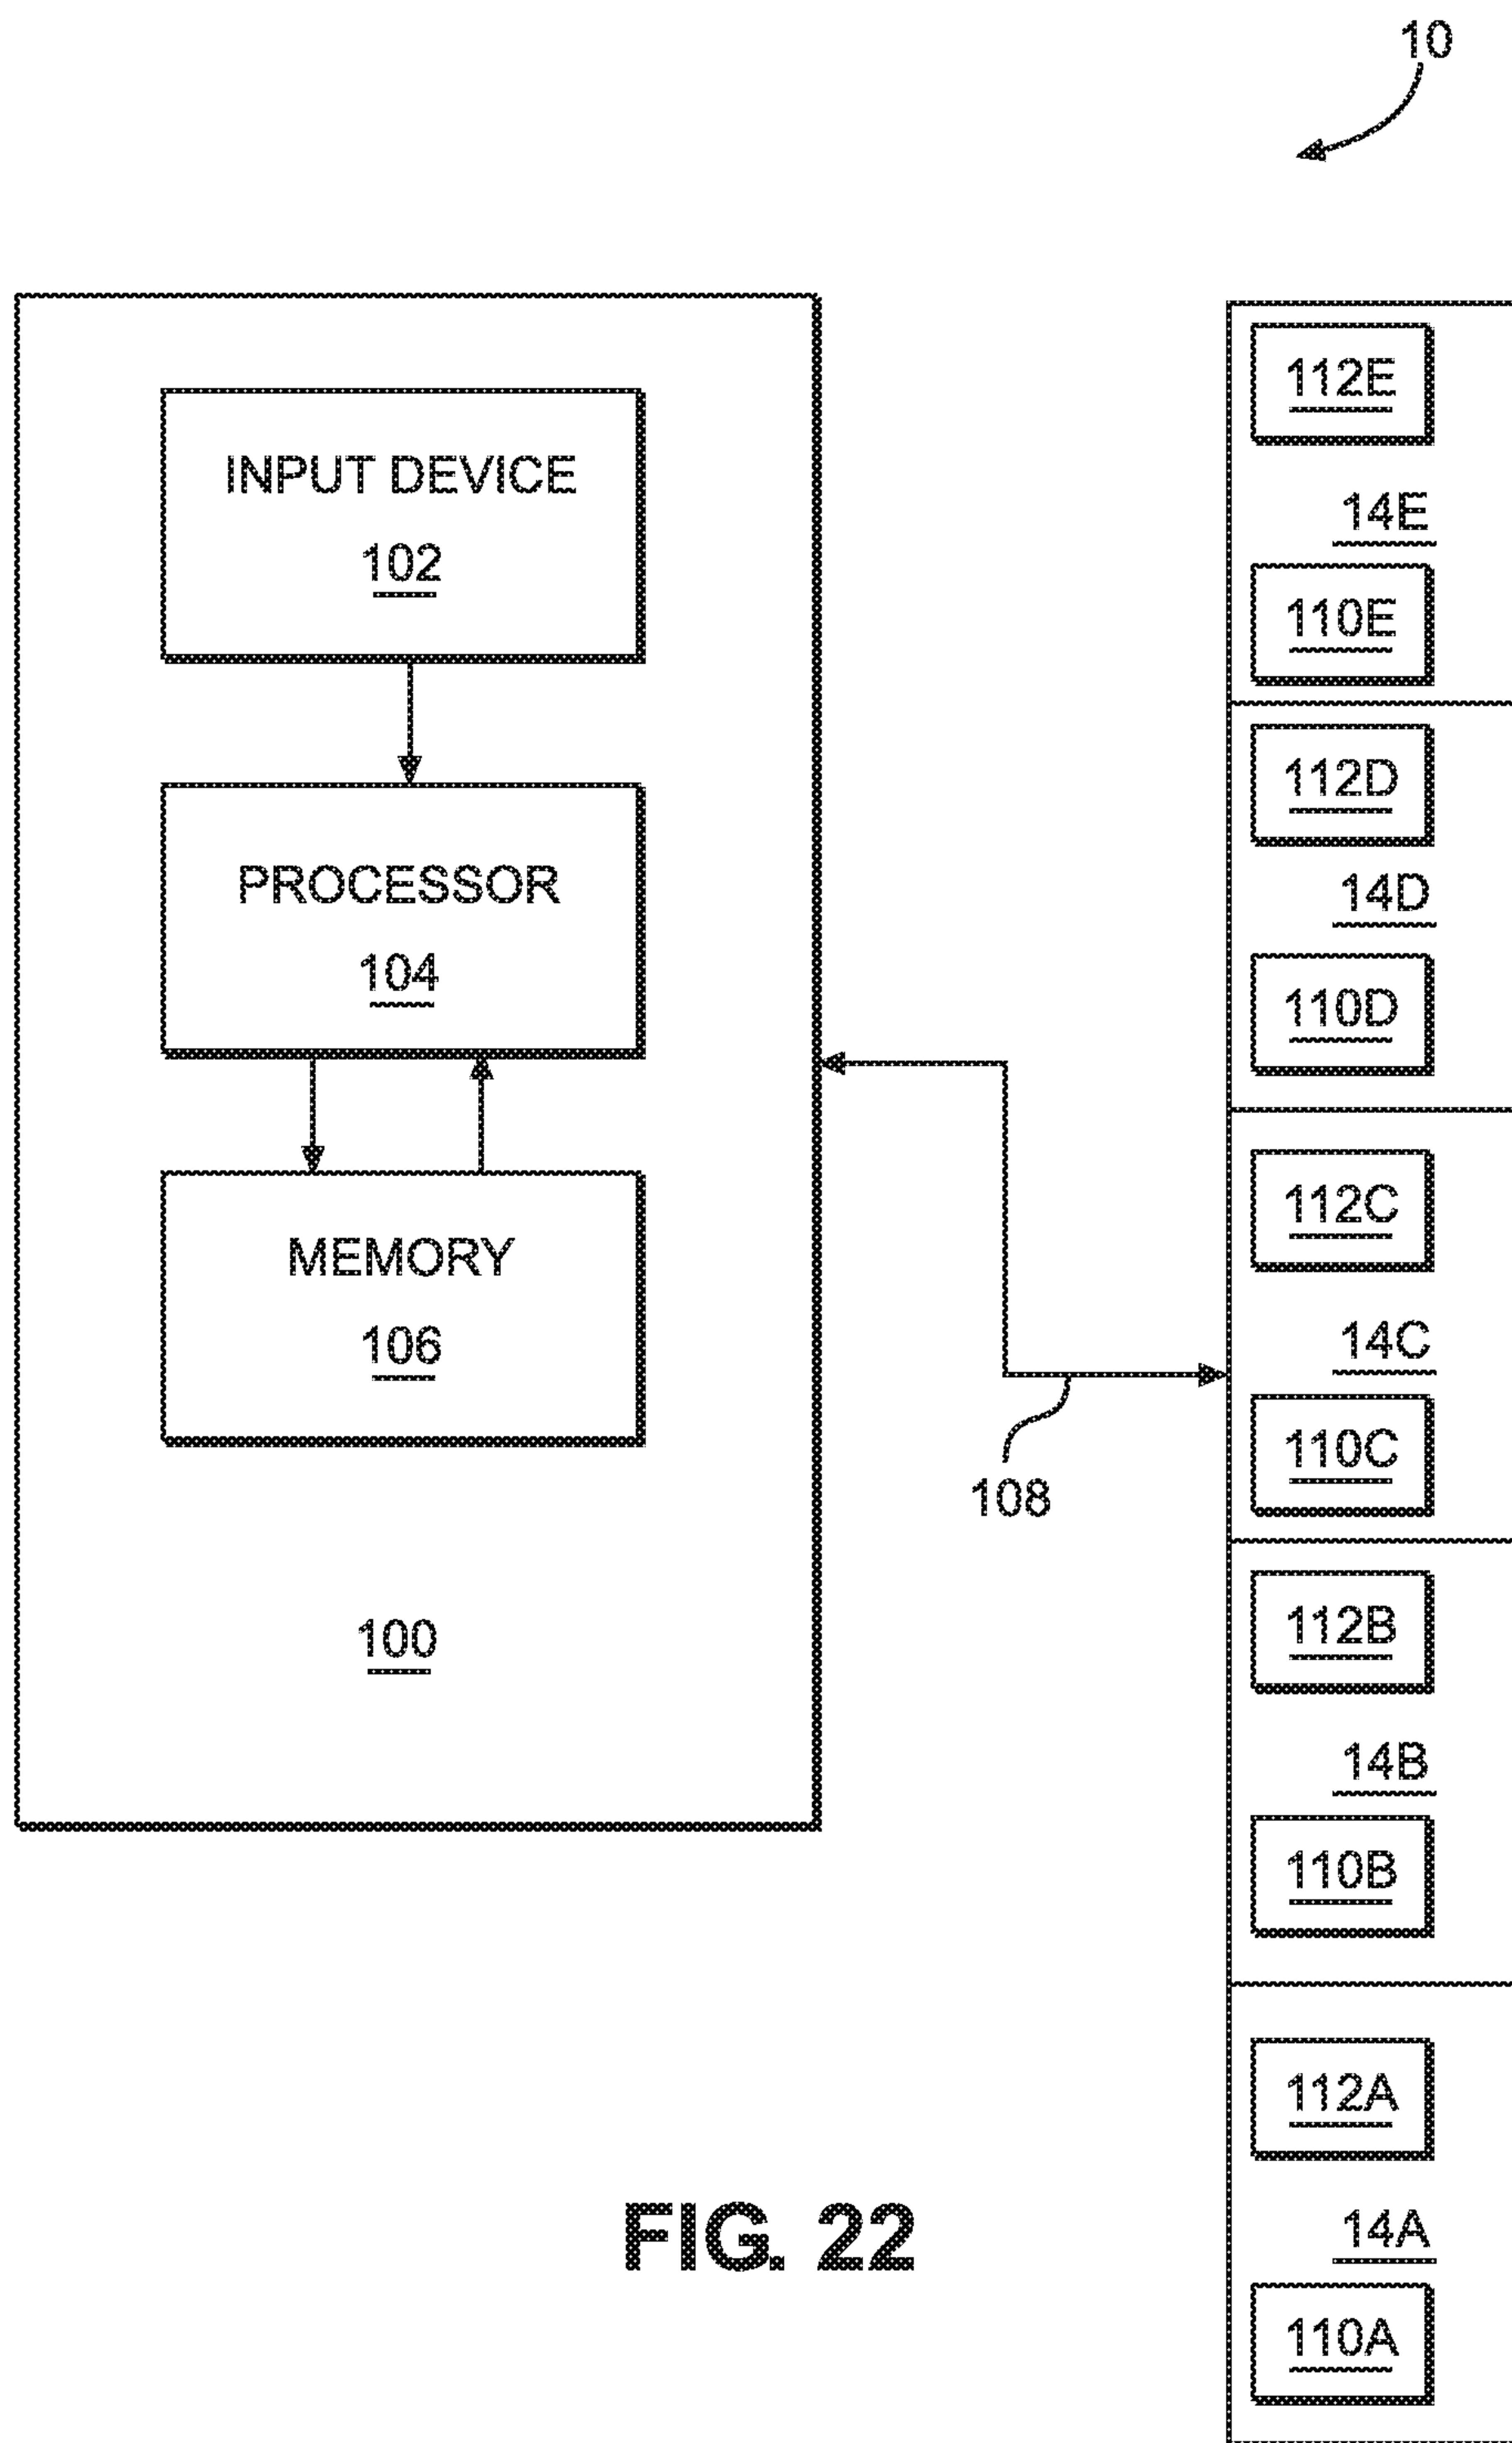 10
INPUT DEVICE
102
PROCESSOR
104
MEMORY
106
100
108
112E
14E
110E
112D
14D
110D
112C
14C
110C
112B
14B
110B
112A
14A
110A
FIG. 22